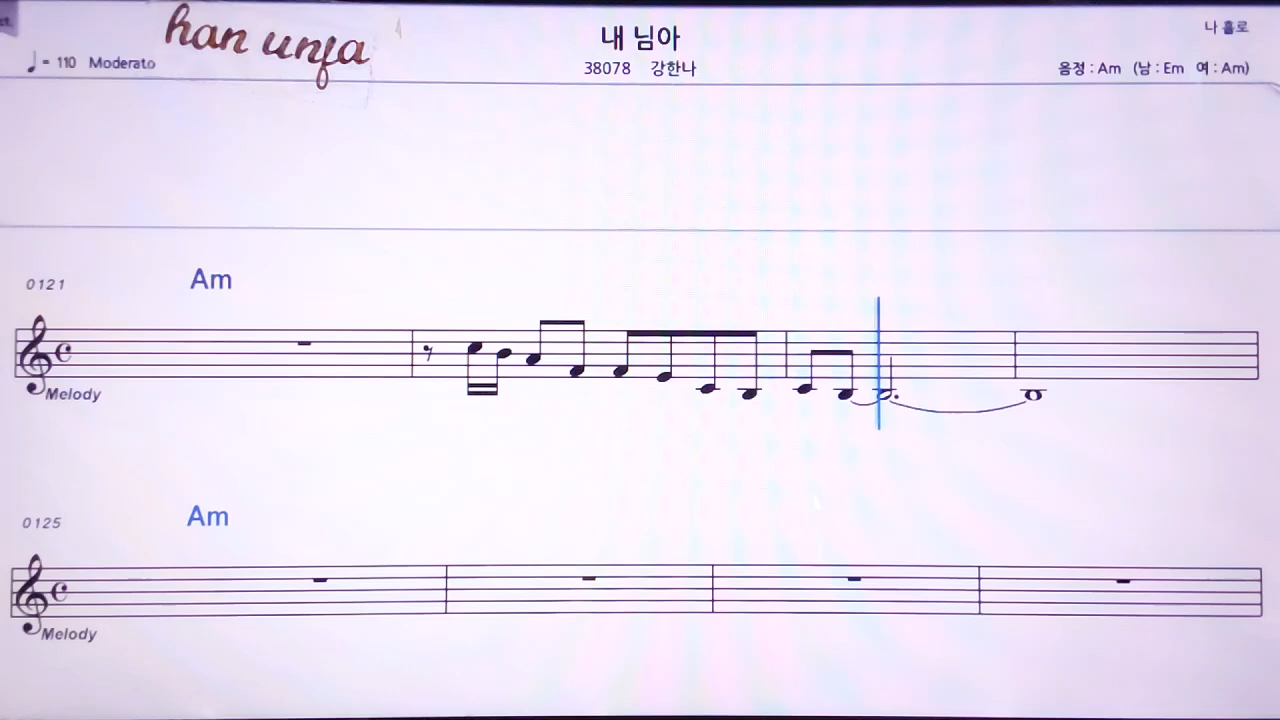 han unja
내 님아
나 홀로
♩ = 110 Moderato
38078 강한나
음정 : Am (남 : Em 여 : Am)
0121 Am
Melody
0125 Am
Melody